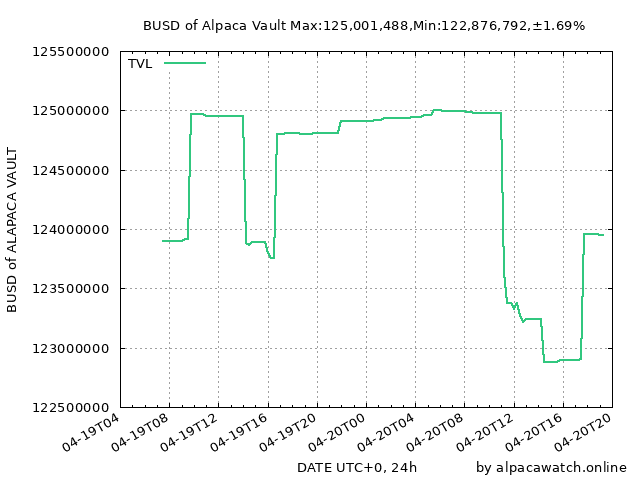 BUSD of Alpaca Vault Max:125,001,488,Min:122,876,792,±1.69%
TVL
BUSD of ALAPACA VAULT
125500000
125000000
124500000
124000000
123500000
123000000
122500000
04-19T04
04-19T08
04-19T12
04-19T16
04-19T20
04-20T00
04-20T04
04-20T08
04-20T12
04-20T16
04-20T20
DATE UTC+0, 24h
by alpacawatch.online